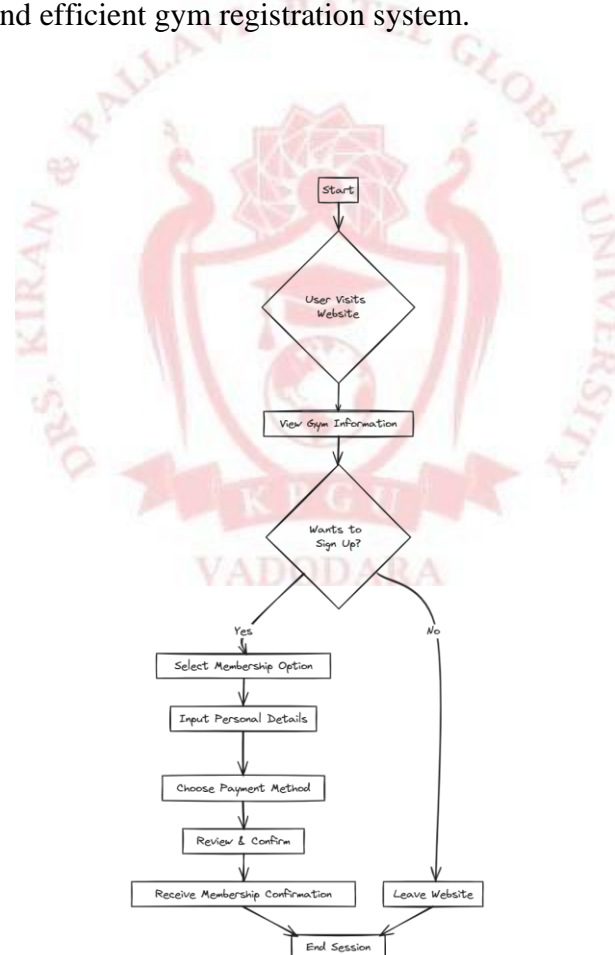 nd efficient gym registration system.
DRS. KIRAN & PALLAVI PATEL GLOBAL UNIVERSITY
Start
User Visits
Website
View Gym Information
KPGU
Wants to
Sign Up?
VADODARA
Yes
No
Select Membership Option
Input Personal Details
Choose Payment Method
Review & Confirm
Receive Membership Confirmation
Leave Website
End Session